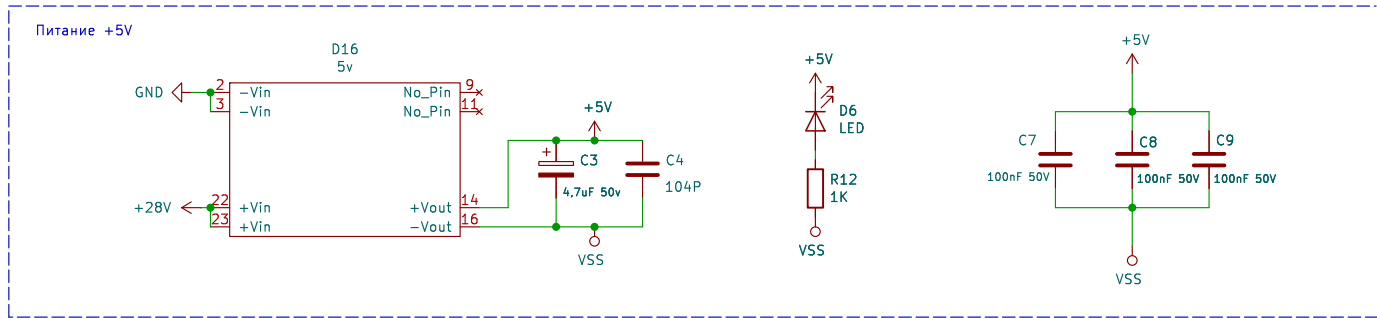 Питание +5V
D16
5v
GND
2
-Vin
3
-Vin
No_Pin
9
No_Pin
11
+28V
22
+Vin
23
+Vin
+Vout
14
-Vout
16
+5V
+
C3
4,7uF 50v
C4
104P
VSS
+5V
D6
LED
R12
1K
VSS
+5V
C7
100nF 50V
C8
100nF 50V
C9
100nF 50V
VSS